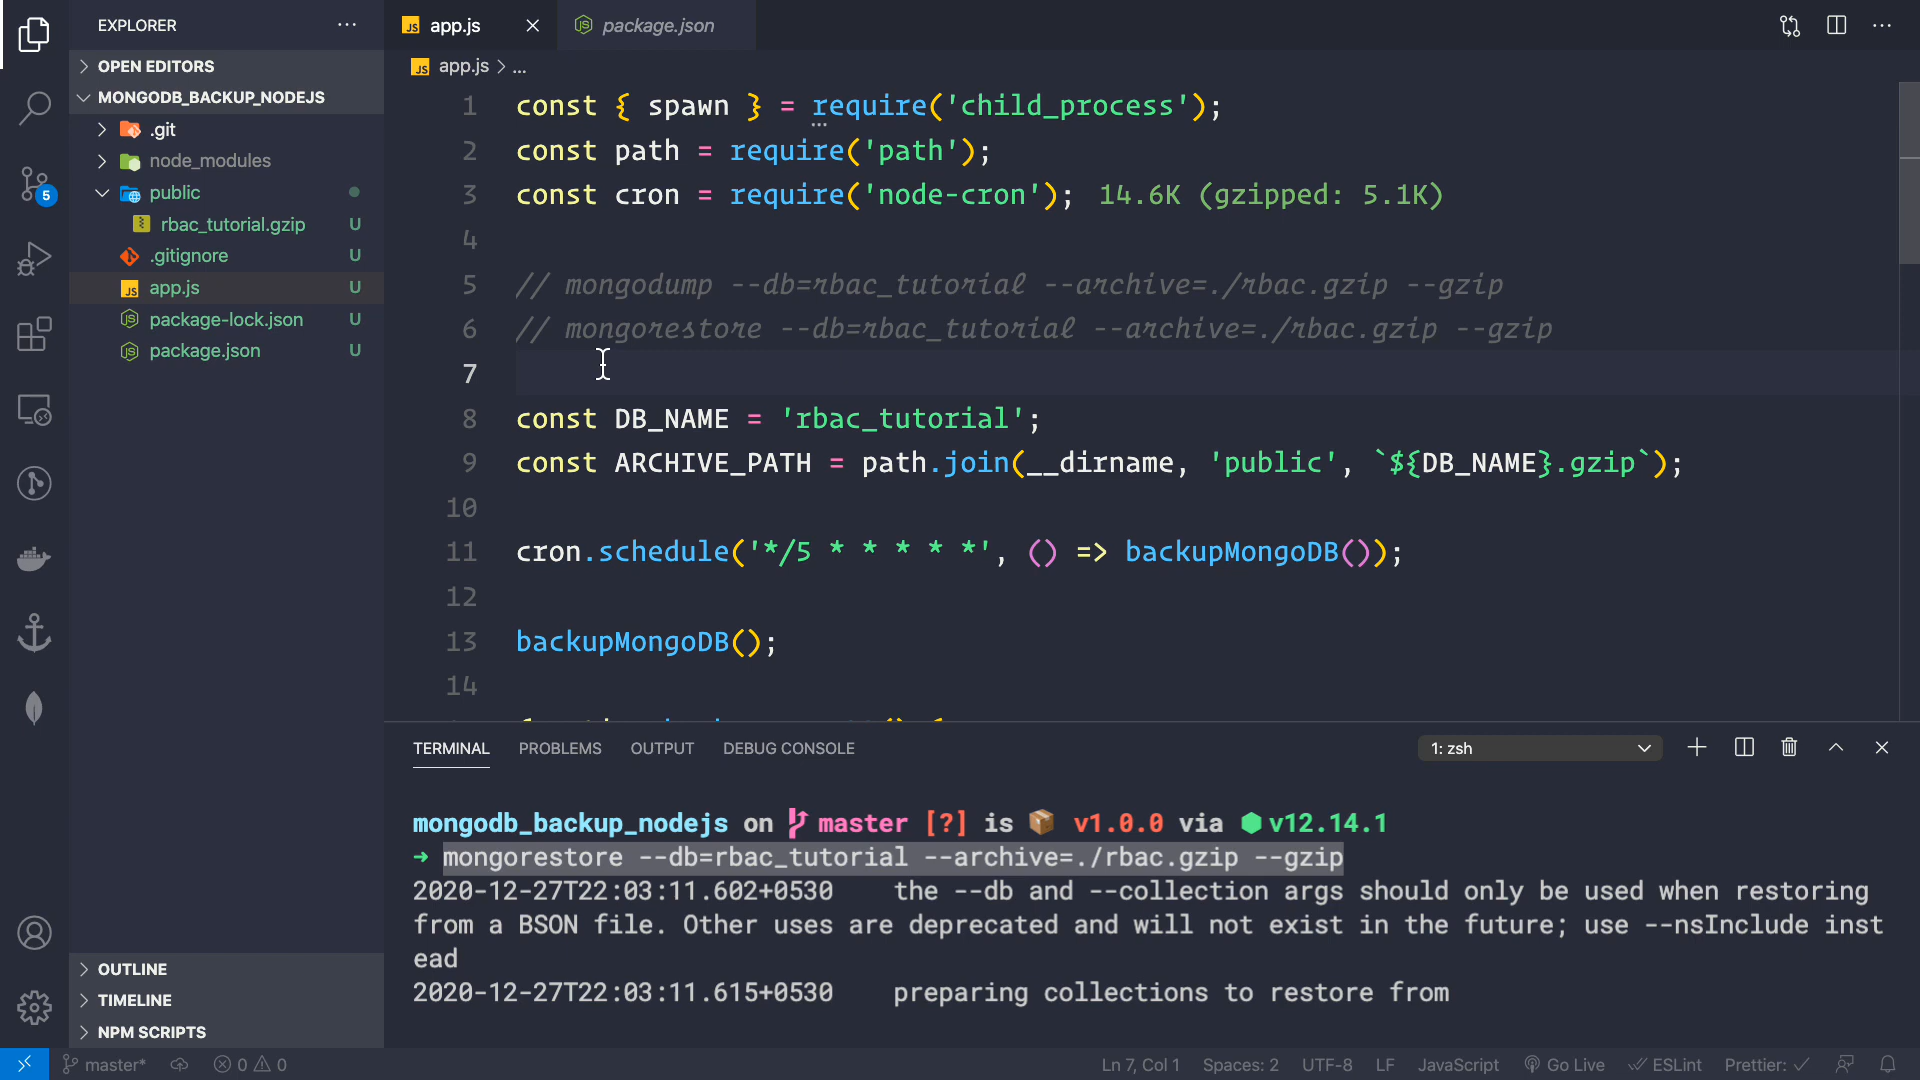 EXPLORER
OPEN EDITORS
MONGODB_BACKUP_NODEJS
.git
node_modules
public
rbac_tutorial.gzip U
.gitignore U
app.js U
package-lock.json U
package.json U
OUTLINE
TIMELINE
NPM SCRIPTS
5
app.js
package.json
app.js > ...
1 const { spawn } = require('child_process');
2 const path = require('path');
3 const cron = require('node-cron'); 14.6K (gzipped: 5.1K)
4
5 // mongodump --db=rbac_tutorial --archive=./rbac.gzip --gzip
6 // mongorestore --db=rbac_tutorial --archive=./rbac.gzip --gzip
7
8 const DB_NAME = 'rbac_tutorial';
9 const ARCHIVE_PATH = path.join(__dirname, 'public', `${DB_NAME}.gzip`);
10
11 cron.schedule('*/5 * * * * *', () => backupMongoDB());
12
13 backupMongoDB();
14
TERMINAL PROBLEMS OUTPUT DEBUG CONSOLE
1: zsh
mongodb_backup_nodejs on master [?] is 📦 v1.0.0 via ⬢ v12.14.1
➜ mongorestore --db=rbac_tutorial --archive=./rbac.gzip --gzip
2020-12-27T22:03:11.602+0530 the --db and --collection args should only be used when restoring
from a BSON file. Other uses are deprecated and will not exist in the future; use --nsInclude inst
ead
2020-12-27T22:03:11.615+0530 preparing collections to restore from
master* 0 0 Ln 7, Col 1 Spaces: 2 UTF-8 LF JavaScript Go Live ESLint Prettier: ✓